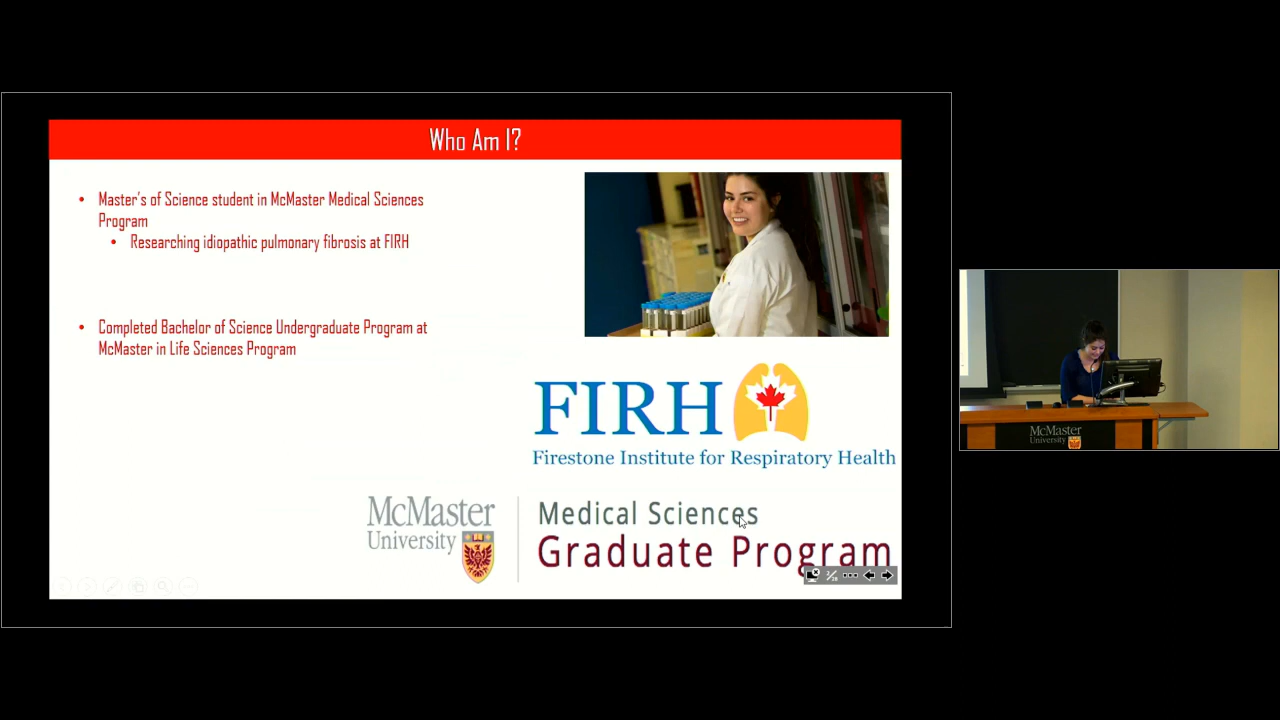 Who Am I?
• Master's of Science student in McMaster Medical Sciences
Program
• Researching idiopathic pulmonary fibrosis at FIRH
• Completed Bachelor of Science Undergraduate Program at
McMaster in Life Sciences Program
FIRH
Firestone Institute for Respiratory Health
McMaster
University
Medical Sciences
Graduate Program
McMaster
University